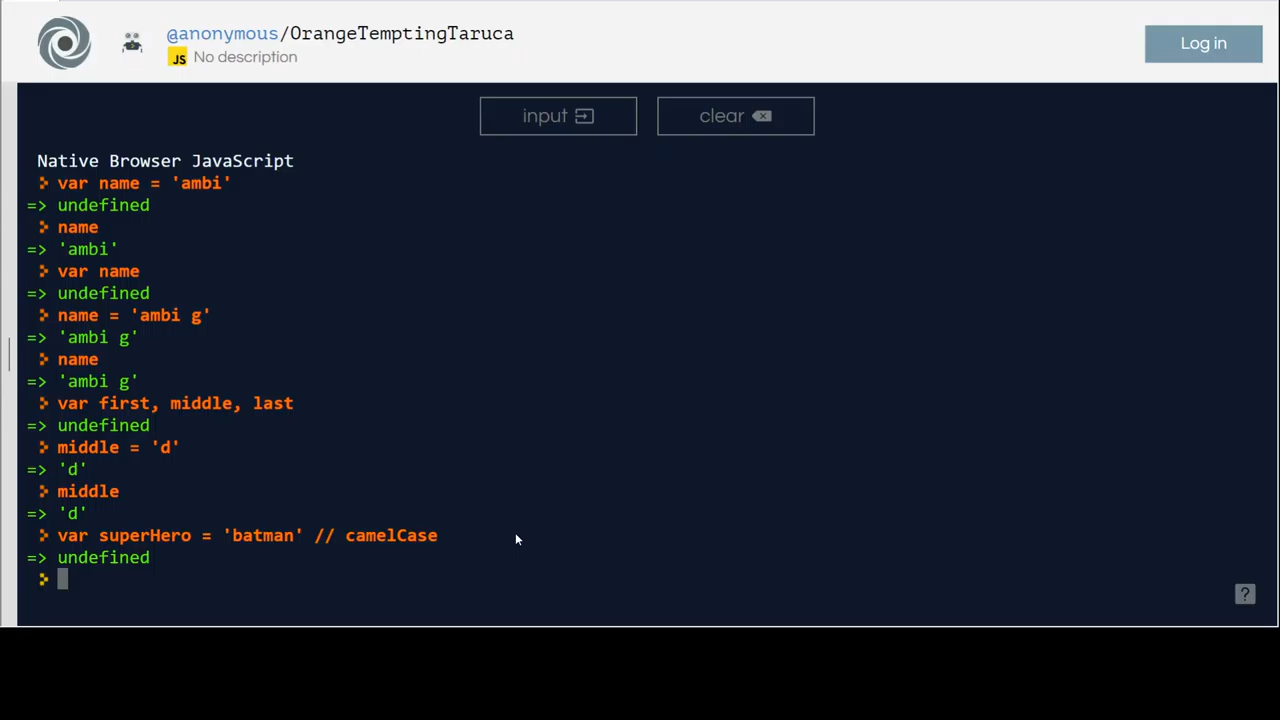 @anonymous/OrangeTemptingTaruca
JS No description
Log in
input
clear
Native Browser JavaScript
var name = 'ambi'
=> undefined
name
=> 'ambi'
var name
=> undefined
name = 'ambi g'
=> 'ambi g'
name
=> 'ambi g'
var first, middle, last
=> undefined
middle = 'd'
=> 'd'
middle
=> 'd'
var superHero = 'batman' // camelCase
=> undefined
?